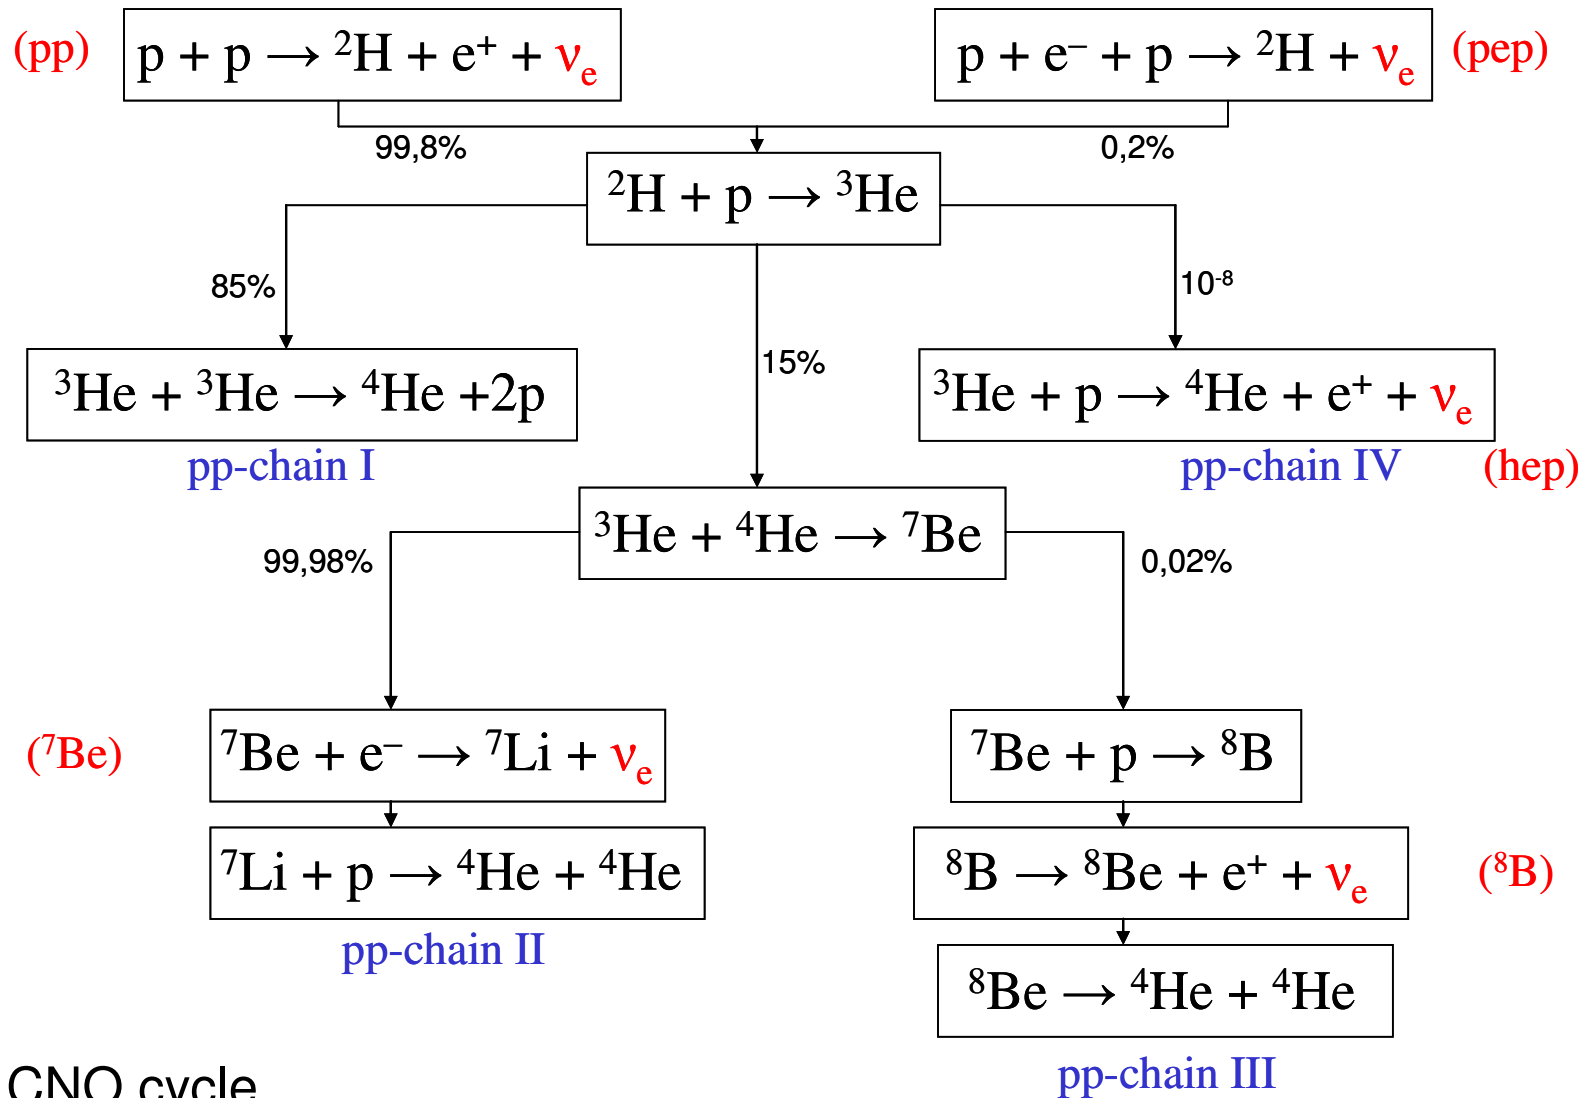 (pp) p + p → ²H + e⁺ + νₑ
p + e⁻ + p → ²H + νₑ (pep)
99,8%
0,2%
²H + p → ³He
85%
10⁻⁸
15%
³He + ³He → ⁴He +2p
³He + p → ⁴He + e⁺ + νₑ
pp-chain I
pp-chain IV
(hep)
³He + ⁴He → ⁷Be
99,98%
0,02%
(⁷Be) ⁷Be + e⁻ → ⁷Li + νₑ
⁷Be + p → ⁸B
⁷Li + p → ⁴He + ⁴He
⁸B → ⁸Be + e⁺ + νₑ (⁸B)
pp-chain II
⁸Be → ⁴He + ⁴He
pp-chain III
CNO cycle